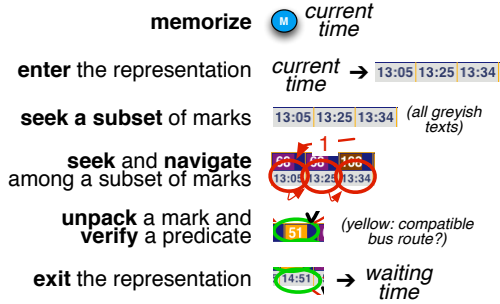 memorize M current time
enter the representation current time → 13:05 13:25 13:34
seek a subset of marks 13:05 13:25 13:34 (all greyish texts)
1
seek and navigate
among a subset of marks 13:05 13:25 13:34
unpack a mark and
verify a predicate 51 (yellow: compatible bus route?)
exit the representation 14:51 → waiting time